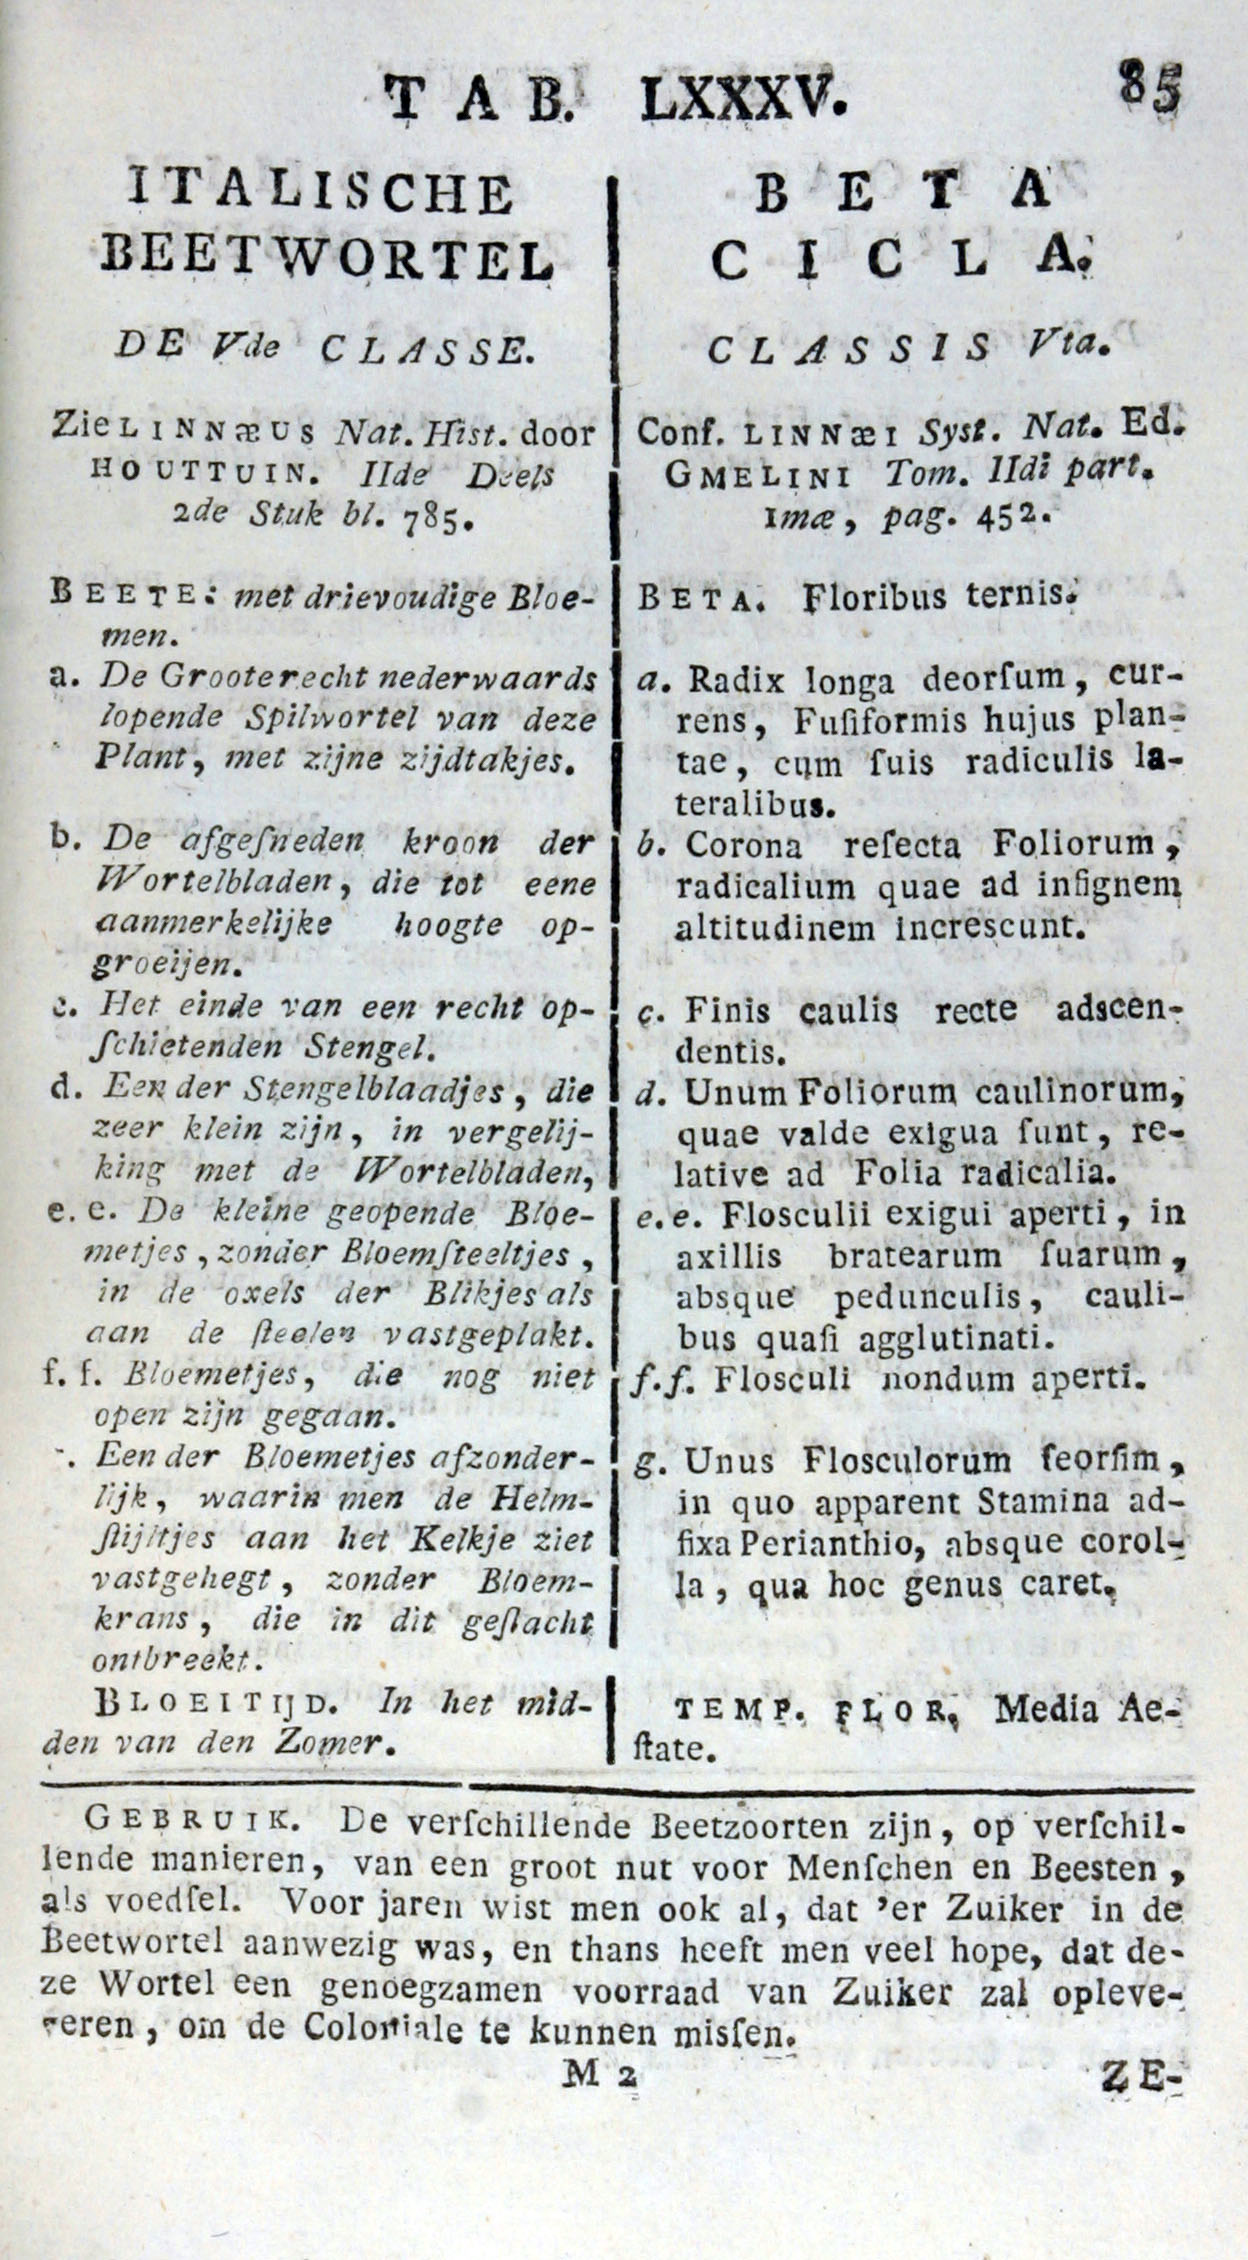 TAB. LXXXV. 85
ITALISCHE
BEETWORTEL
DE Vde CLASSE.
Zie LINNæUS Nat. Hist. door
HOUTTUIN. IIde Deels
2de Stuk bl. 785.
BEETE: met drievoudige Bloe-
men.
a. De Groote recht nederwaards
lopende Spilwortel van deze
Plant, met zijne zijdtakjes.
b. De afgeſneden kroon der
Wortelbladen, die tot eene
aanmerkelijke hoogte op-
groeijen.
c. Het einde van een recht op-
ſchietenden Stengel.
d. Een der Stengelblaadjes, die
zeer klein zijn, in vergelij-
king met de Wortelbladen,
e. e. De kleine geopende Bloe-
metjes, zonder Bloemſteeltjes,
in de oxels der Blikjes als
aan de ſteelen vastgeplakt.
f. f. Bloemetjes, die nog niet
open zijn gegaan.
. Een der Bloemetjes afzonder-
lijk, waarin men de Helm-
ſtijltjes aan het Kelkje ziet
vastgehegt, zonder Bloem-
krans, die in dit geſlacht
ontbreekt.
BLOEITIJD. In het mid-
den van den Zomer.
BETA
CICLA.
CLASSIS Vta.
Conf. LINNæI Syst. Nat. Ed.
GMELINI Tom. IIdi part.
1mæ, pag. 452.
BETA. Floribus ternis.
a. Radix longa deorſum, cur-
rens, Fuſiformis hujus plan-
tae, cum ſuis radiculis la-
teralibus.
b. Corona reſecta Foliorum,
radicalium quae ad inſignem
altitudinem increscunt.
c. Finis caulis recte adscen-
dentis.
d. Unum Foliorum caulinorum,
quae valde exigua ſunt, re-
lative ad Folia radicalia.
e. e. Flosculii exigui aperti, in
axillis bratearum ſuarum,
absque pedunculis, cauli-
bus quaſi agglutinati.
f. f. Flosculi nondum aperti.
g. Unus Flosculorum ſeorſim,
in quo apparent Stamina ad-
fixa Perianthio, absque corol-
la, qua hoc genus caret.
TEMP. FLOR, Media Ae-
ſtate.
GEBRUIK. De verſchillende Beetzoorten zijn, op verſchil-
lende manieren, van een groot nut voor Menſchen en Beesten,
als voedſel. Voor jaren wist men ook al, dat 'er Zuiker in de
Beetwortel aanwezig was, en thans heeft men veel hope, dat de-
ze Wortel een genoegzamen voorraad van Zuiker zal opleve-
reren, om de Coloniale te kunnen misſen.
M 2 ZE-